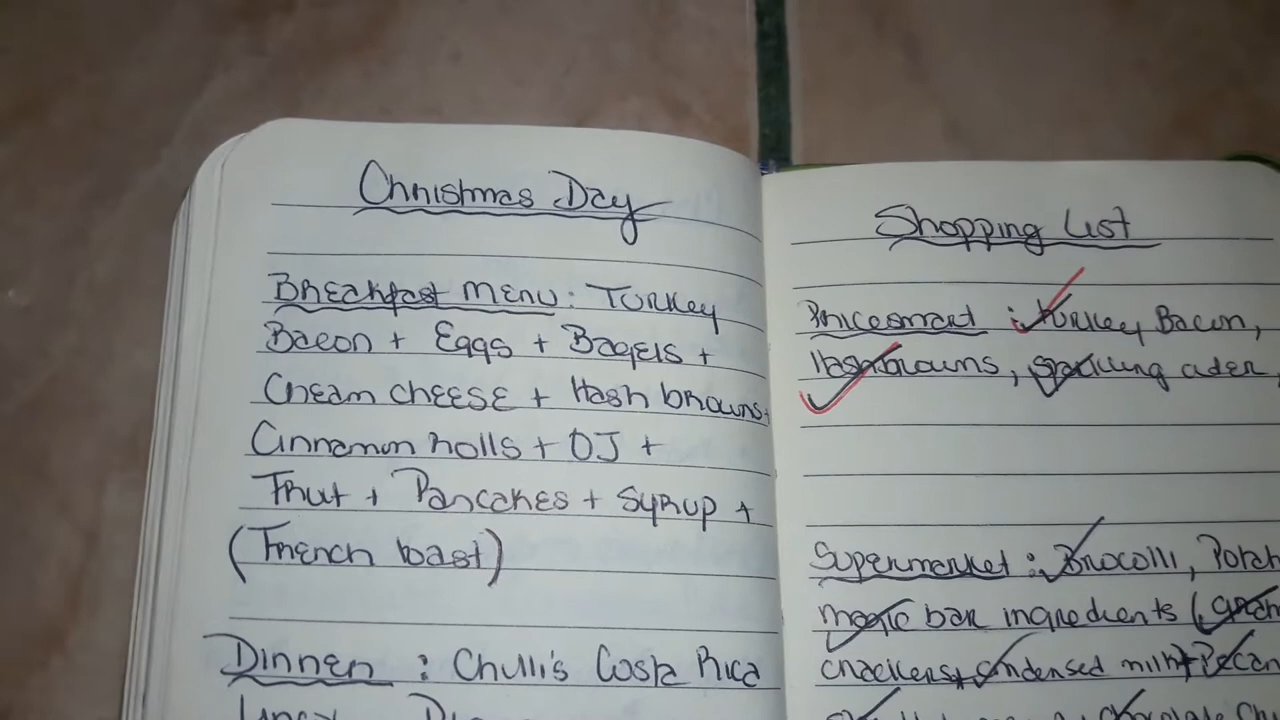 Christmas Day
Breakfast Menu: Turkey
Bacon + Eggs + Bagels +
Cream cheese + Hash browns +
Cinnamon rolls + OJ +
Fruit + Pancakes + Syrup +
(French toast)
Dinner : Chilli's Costa Rica
Shopping List
Pricesmart : Turkey Bacon,
Hashbrowns, sparkling cider,
Supermarket : Brocolli,
magic bar ingredients (
crackers + condensed milk + Pecan